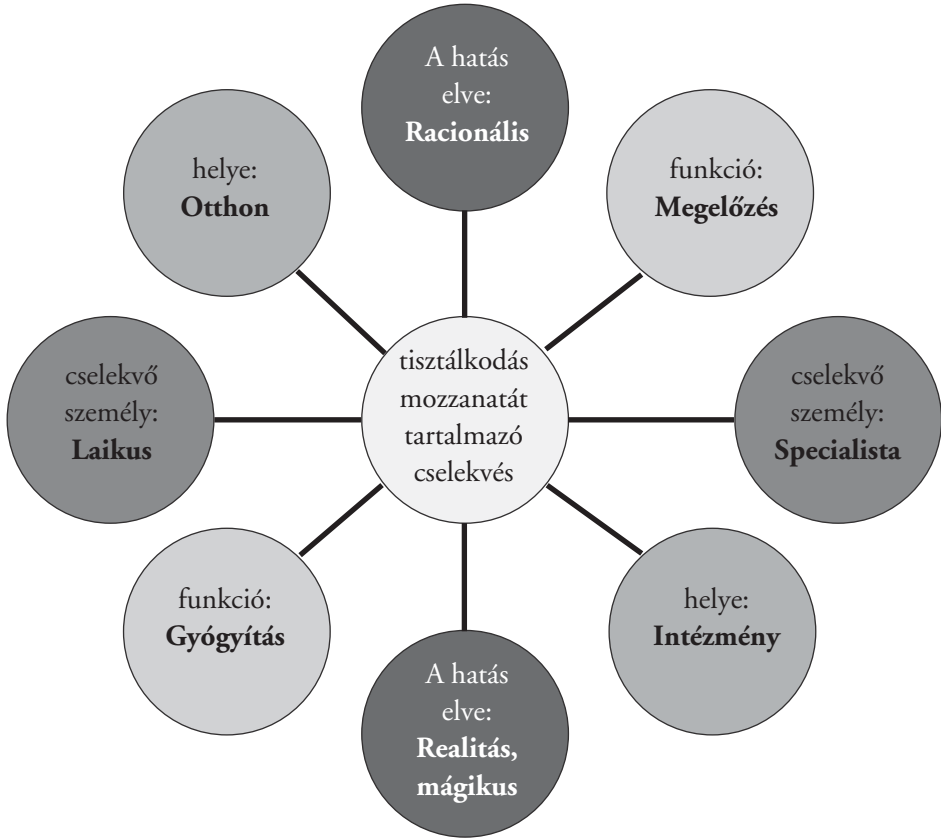 A hatás
elve:
Racionális
helye:
Otthon
funkció:
Megelőzés
cselekvő
személy:
Laikus
tisztálkodás
mozzanatát
tartalmazó
cselekvés
cselekvő
személy:
Specialista
funkció:
Gyógyítás
helye:
Intézmény
A hatás
elve:
Realitás,
mágikus